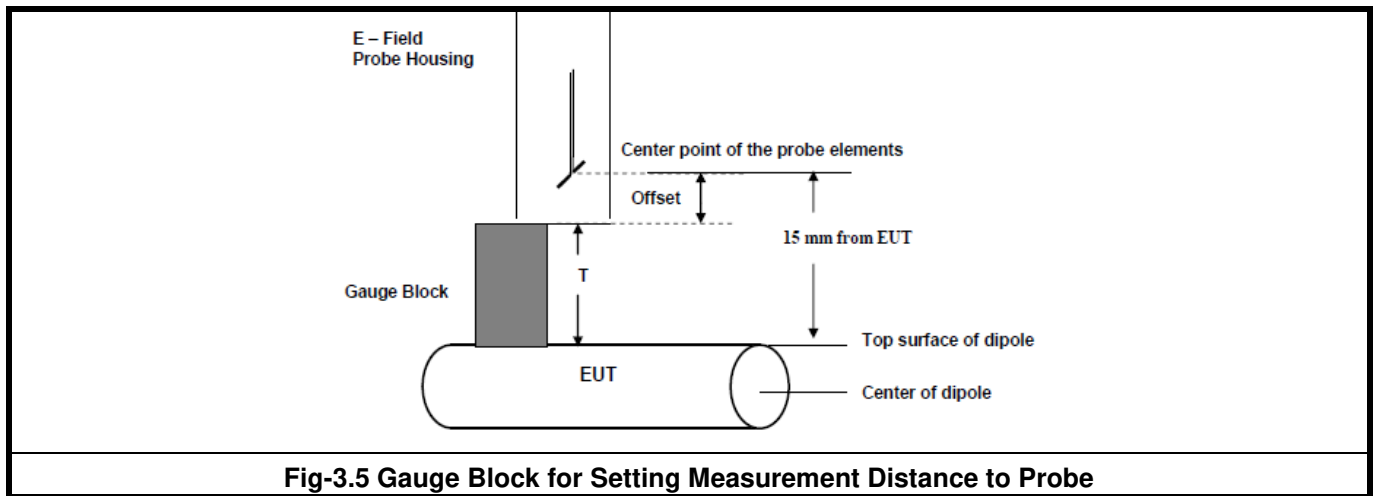 E – Field
Probe Housing
Center point of the probe elements
Offset
15 mm from EUT
T
Gauge Block
Top surface of dipole
EUT
Center of dipole
Fig-3.5 Gauge Block for Setting Measurement Distance to Probe